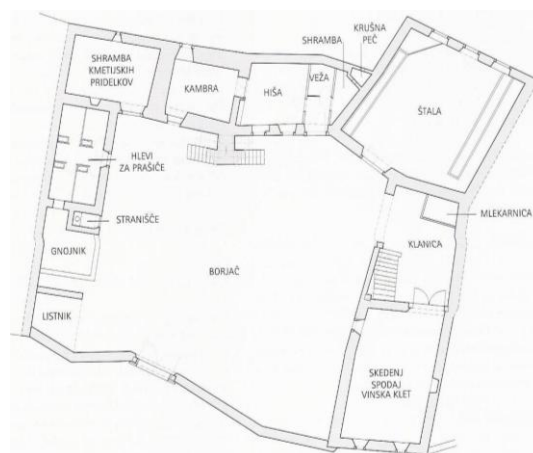 KRUŠNA
PEČ
SHRAMBA
SHRAMBA
KMETIJSKIH
PRIDELKOV
VEŽA
KAMBRA
HIŠA
ŠTALA
HLEVI
ZA PRAŠIČE
MLEKARNICA
STRANIŠČE
KLANICA
GNOJNIK
BORJAČ
LISTNIK
SKEDENJ
SPODAJ
VINSKA KLET